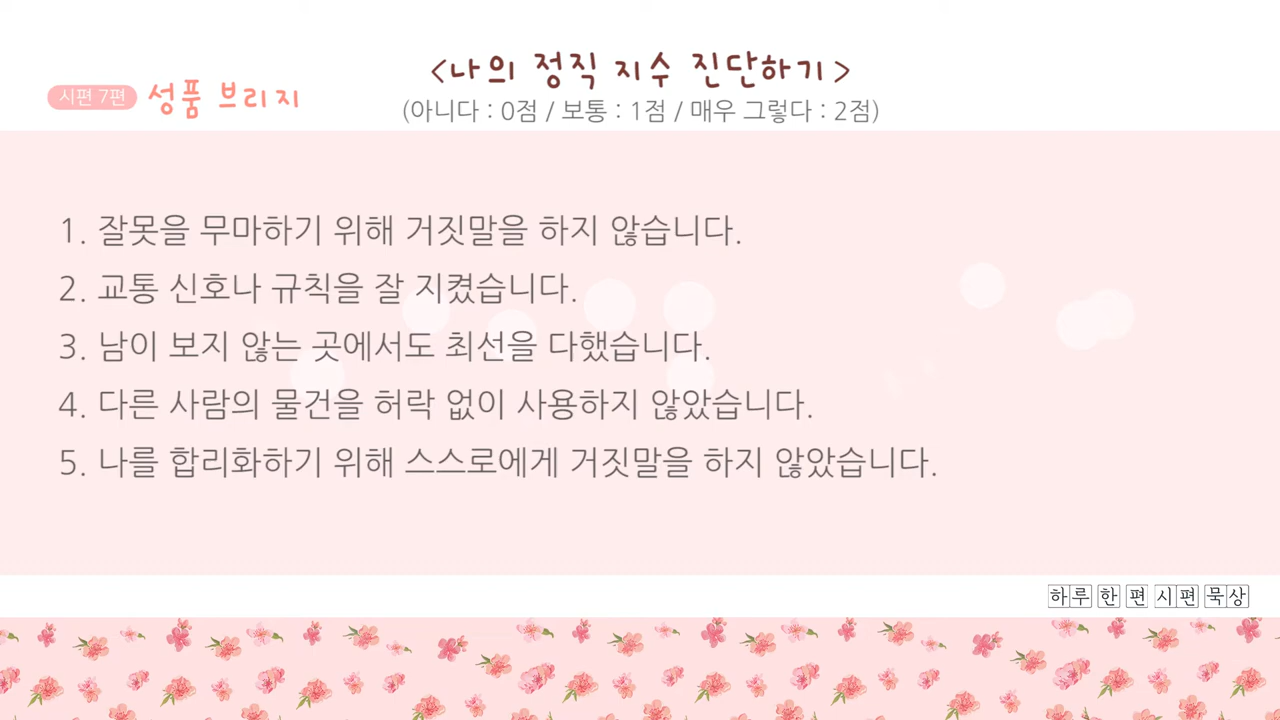 <나의 정직 지수 진단하기>
시편 7편 성품 브리지
(아니다 : 0점 / 보통 : 1점 / 매우 그렇다 : 2점)
1. 잘못을 무마하기 위해 거짓말을 하지 않습니다.
2. 교통 신호나 규칙을 잘 지켰습니다.
3. 남이 보지 않는 곳에서도 최선을 다했습니다.
4. 다른 사람의 물건을 허락 없이 사용하지 않았습니다.
5. 나를 합리화하기 위해 스스로에게 거짓말을 하지 않았습니다.
하루 한 편 시편 묵상